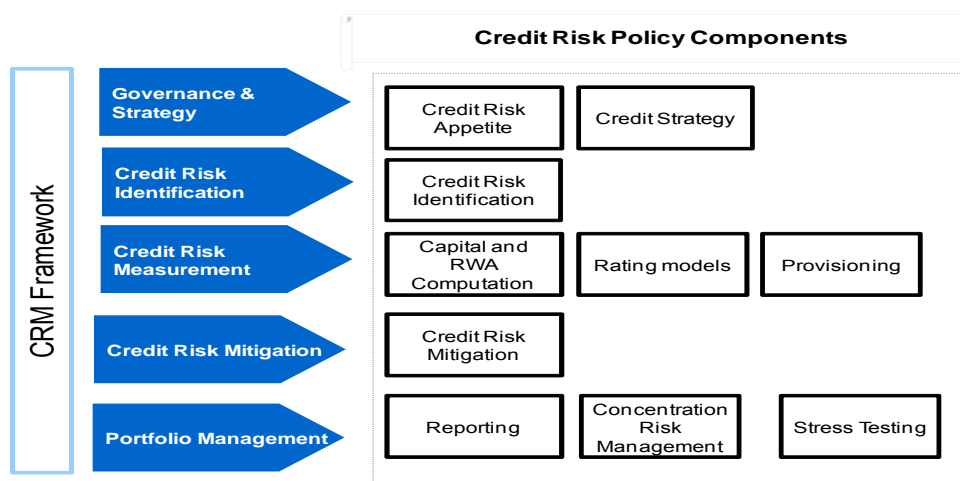 Credit Risk Policy Components
CRM Framework
Governance &
Strategy
Credit Risk
Appetite
Credit Strategy
Credit Risk
Identification
Credit Risk
Identification
Credit Risk
Measurement
Capital and
RWA
Computation
Rating models
Provisioning
Credit Risk Mitigation
Credit Risk
Mitigation
Portfolio Management
Reporting
Concentration
Risk
Management
Stress Testing